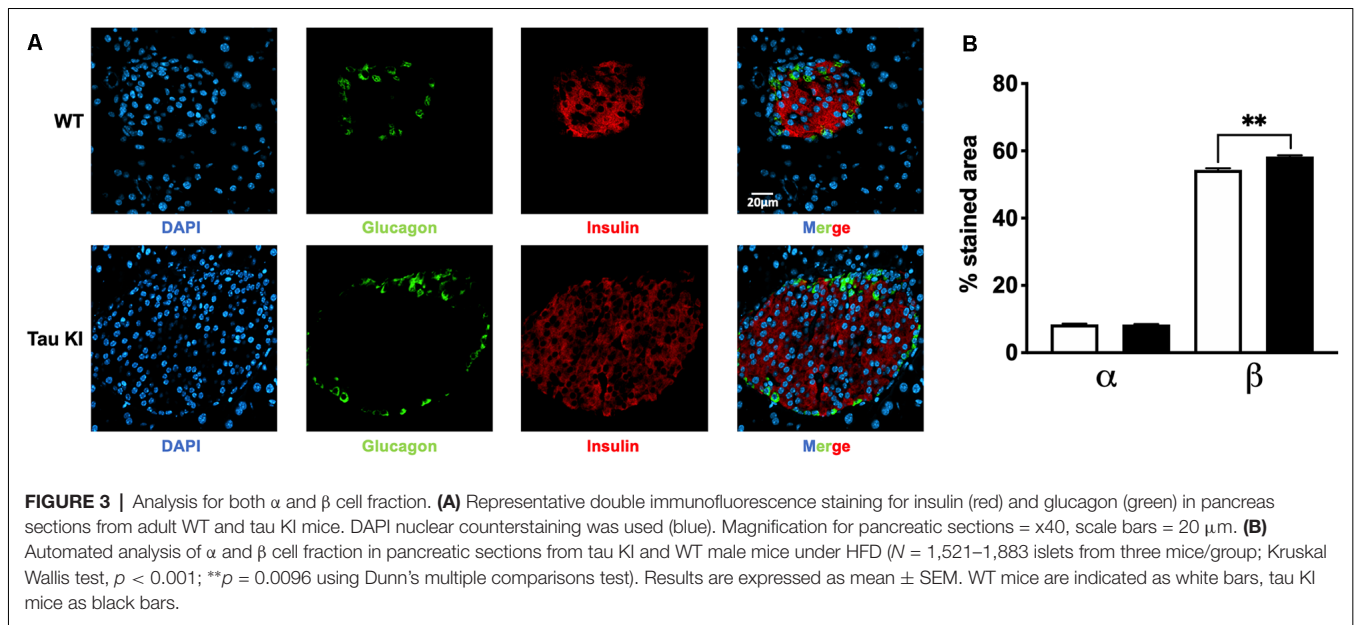 A
WT
DAPI
Glucagon
Insulin
20µm
Merge
Tau KI
DAPI
Glucagon
Insulin
Merge
B
% stained area
80
60
40
20
0
**
α
β
FIGURE 3 | Analysis for both α and β cell fraction. (A) Representative double immunofluorescence staining for insulin (red) and glucagon (green) in pancreas
sections from adult WT and tau KI mice. DAPI nuclear counterstaining was used (blue). Magnification for pancreatic sections = x40, scale bars = 20 µm. (B)
Automated analysis of α and β cell fraction in pancreatic sections from tau KI and WT male mice under HFD (N = 1,521–1,883 islets from three mice/group; Kruskal
Wallis test, p < 0.001; **p = 0.0096 using Dunn's multiple comparisons test). Results are expressed as mean ± SEM. WT mice are indicated as white bars, tau KI
mice as black bars.